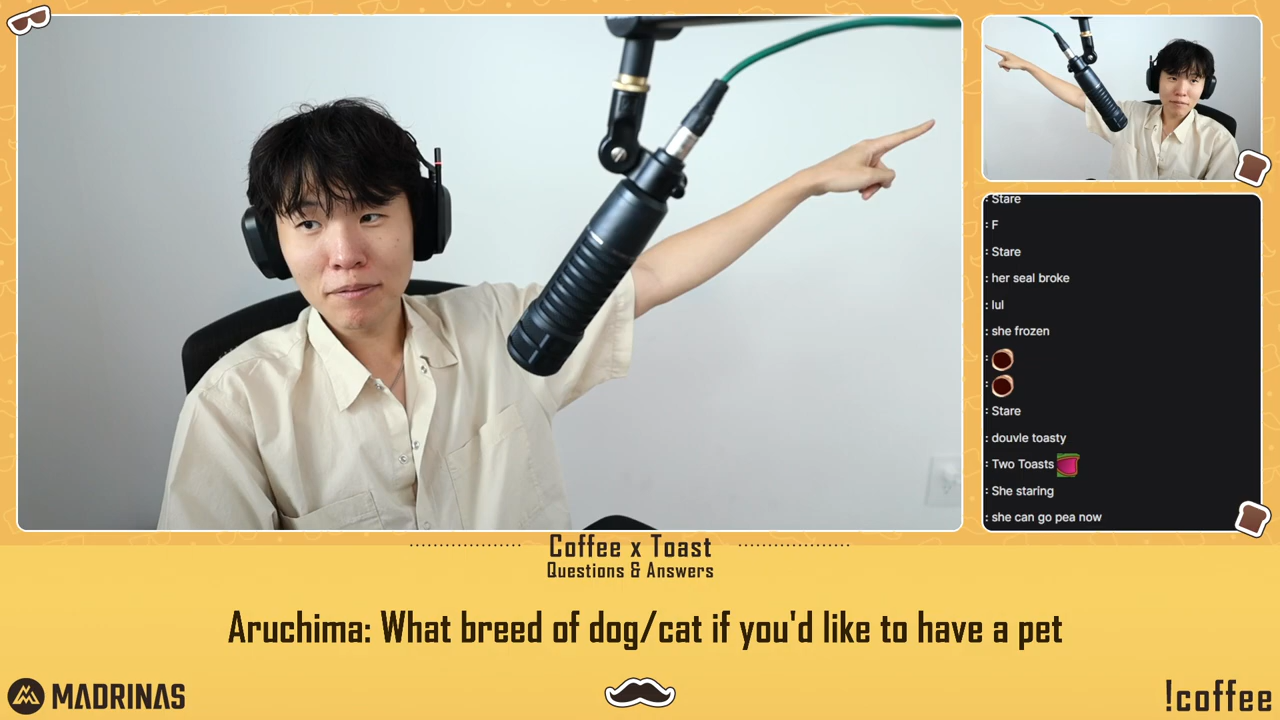 : Stare
: F
: Stare
: her seal broke
: lul
: she frozen
:
:
: Stare
: douvle toasty
: Two Toasts
: She staring
: she can go pea now
Coffee x Toast
Questions & Answers
Aruchima: What breed of dog/cat if you'd like to have a pet
MADRINAS
!coffee